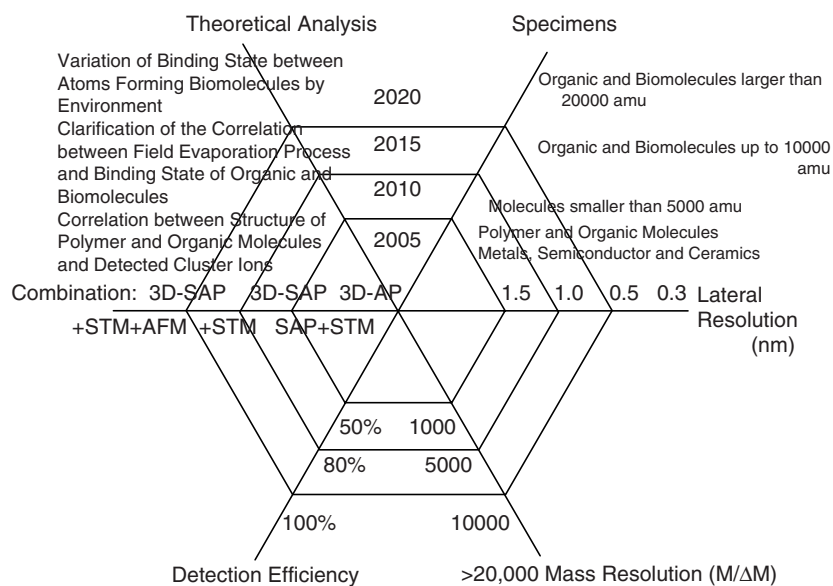 Theoretical Analysis
Specimens
Variation of Binding State between
Atoms Forming Biomolecules by
Environment
Clarification of the Correlation
between Field Evaporation Process
and Binding State of Organic and
Biomolecules
Correlation between Structure of
Polymer and Organic Molecules
and Detected Cluster Ions
2020
2015
2010
2005
Organic and Biomolecules larger than
20000 amu
Organic and Biomolecules up to 10000
amu
Molecules smaller than 5000 amu
Polymer and Organic Molecules
Metals, Semiconductor and Ceramics
Combination: 3D-SAP 3D-SAP 3D-AP
+STM+AFM +STM SAP+STM
1.5 1.0 0.5 0.3 Lateral
Resolution
(nm)
50% 1000
80% 5000
100% 10000
Detection Efficiency
>20,000 Mass Resolution (M/ΔM)